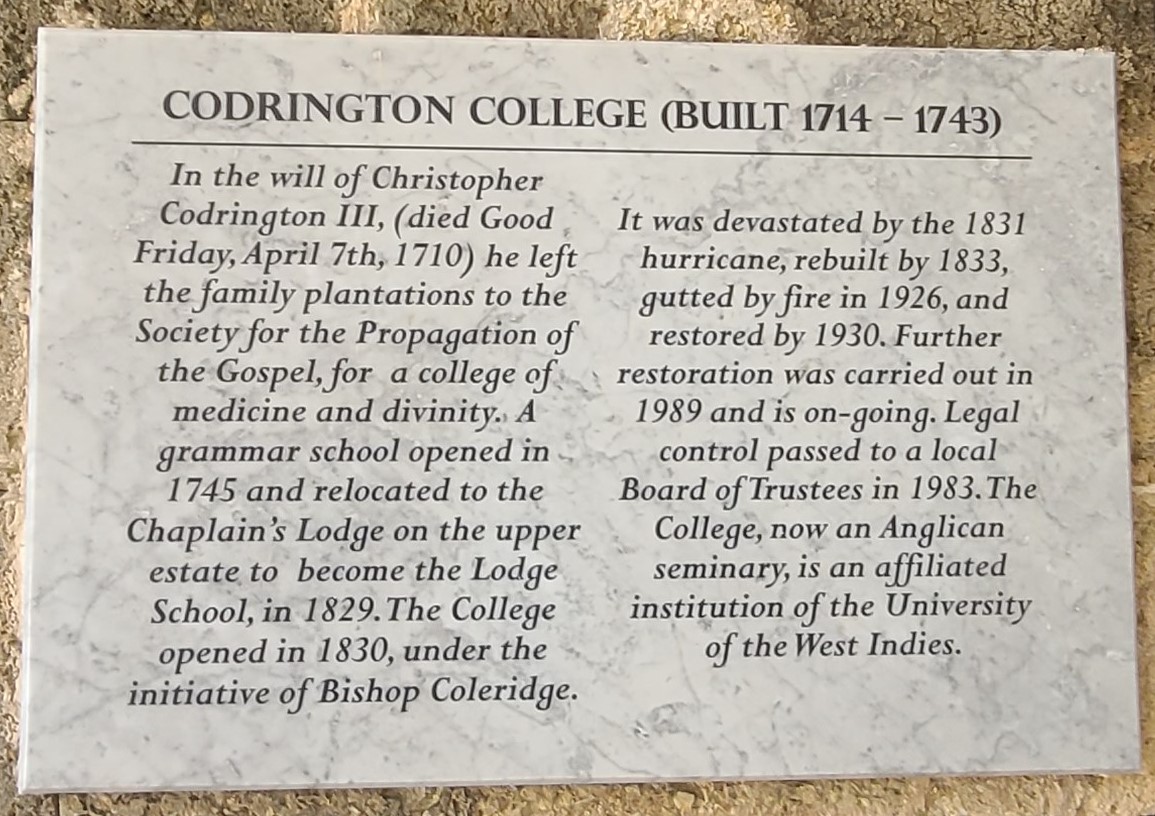 CODRINGTON COLLEGE (BUILT 1714 – 1743)
In the will of Christopher
Codrington III, (died Good
Friday, April 7th, 1710) he left
the family plantations to the
Society for the Propagation of
the Gospel, for a college of
medicine and divinity. A
grammar school opened in
1745 and relocated to the
Chaplain's Lodge on the upper
estate to become the Lodge
School, in 1829. The College
opened in 1830, under the
initiative of Bishop Coleridge.
It was devastated by the 1831
hurricane, rebuilt by 1833,
gutted by fire in 1926, and
restored by 1930. Further
restoration was carried out in
1989 and is on-going. Legal
control passed to a local
Board of Trustees in 1983. The
College, now an Anglican
seminary, is an affiliated
institution of the University
of the West Indies.